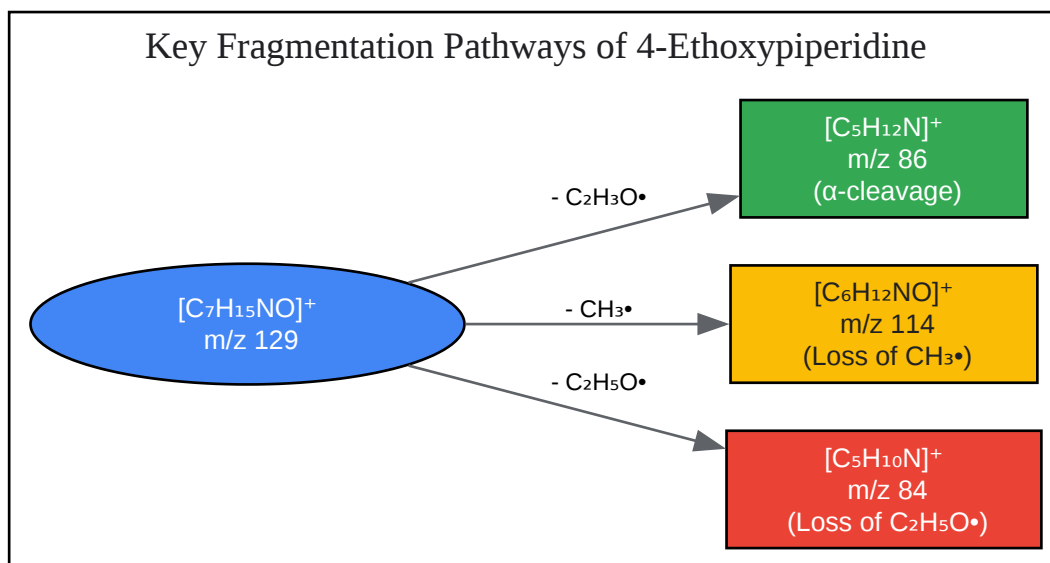 Key Fragmentation Pathways of 4-Ethoxypiperidine
[C₅H₁₂N]⁺
m/z 86
(α-cleavage)
- C₂H₃O•
[C₇H₁₅NO]⁺
m/z 129
- CH₃•
[C₆H₁₂NO]⁺
m/z 114
(Loss of CH₃•)
- C₂H₅O•
[C₅H₁₀N]⁺
m/z 84
(Loss of C₂H₅O•)